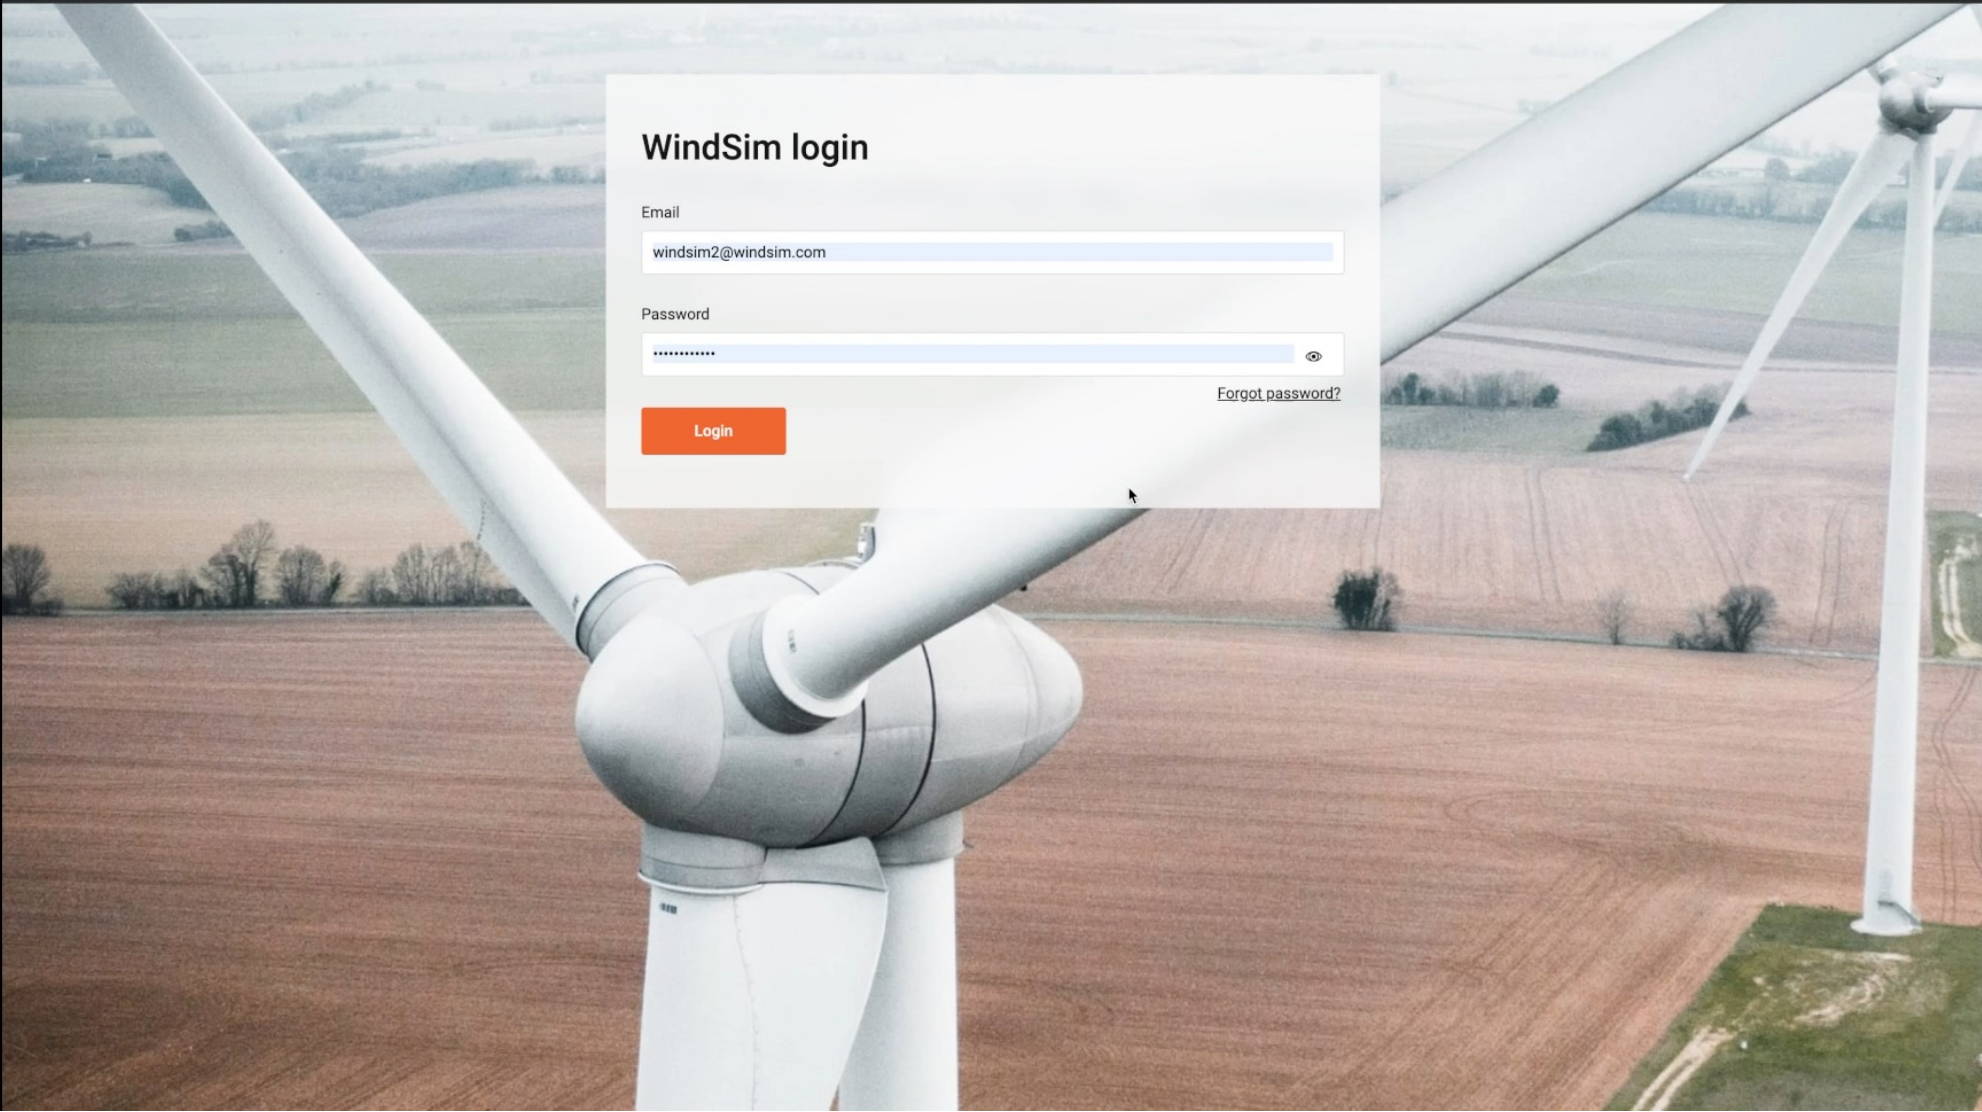 WindSim login
Email
windsim2@windsim.com
Password
••••••••••••
Forgot password?
Login